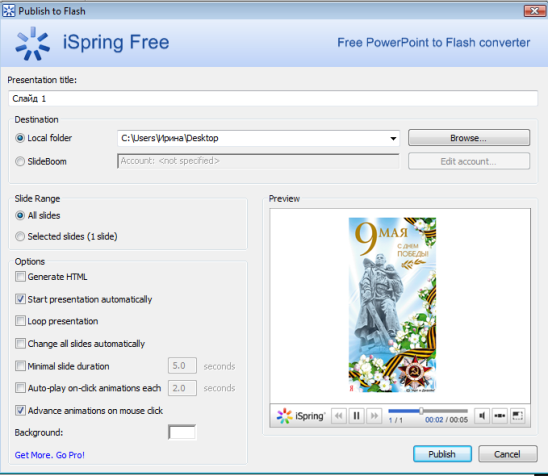 Publish to Flash
iSpring Free
Free PowerPoint to Flash converter
Presentation title:
Слайд 1
Destination
Local folder
C:\Users\Ирина\Desktop
Browse...
SlideBoom
Account: <not specified>
Edit account...
Slide Range
All slides
Selected slides (1 slide)
Options
Generate HTML
Start presentation automatically
Loop presentation
Change all slides automatically
Minimal slide duration 5.0 seconds
Auto-play on-click animations each 2.0 seconds
Advance animations on mouse click
Background:
Get More. Go Pro!
Preview
9 МАЯ
С ДНЕМ
ПОБЕДЫ!
iSpring
1 / 1
00:02 / 00:05
Publish
Cancel